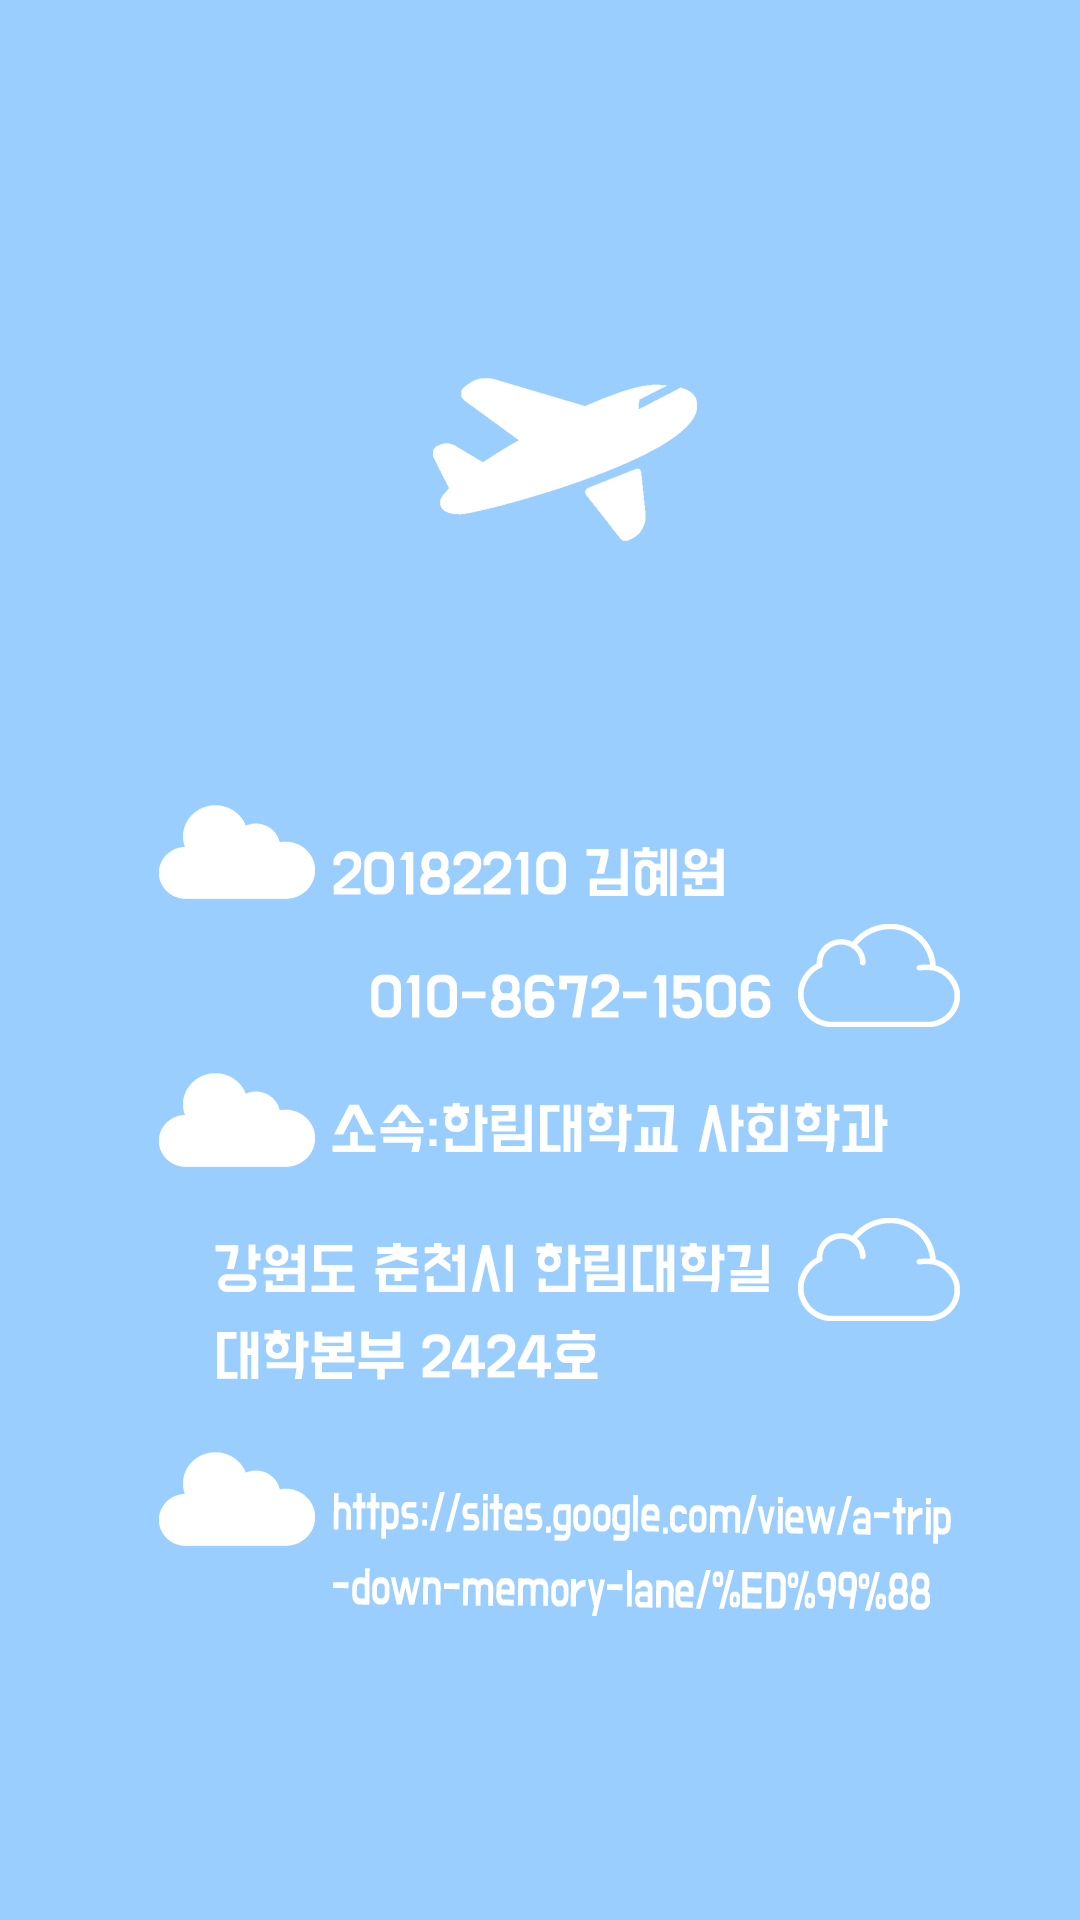 20182210 김혜원
010-8672-1506
소속:한림대학교 사회학과
강원도 춘천시 한림대학길
대학본부 2424호
https://sites.google.com/view/a-trip
-down-memory-lane/%ED%99%88